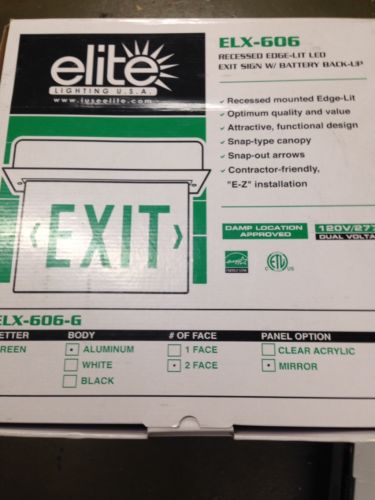 elite
LIGHTING U.S.A.
www.iuseelite.com
ELX-606
RECESSED EDGE-LIT LED
EXIT SIGN W/ BATTERY BACK-UP
✓ Recessed mounted Edge-Lit
✓ Optimum quality and value
✓ Attractive, functional design
✓ Snap-type canopy
✓ Snap-out arrows
✓ Contractor-friendly,
"E-Z" installation
EXIT
DAMP LOCATION
APPROVED
120V/277
DUAL VOLTA
ETL
US
ELX-606-G
ETTER BODY # OF FACE PANEL OPTION
REEN ALUMINUM 1 FACE CLEAR ACRYLIC
WHITE 2 FACE MIRROR
BLACK